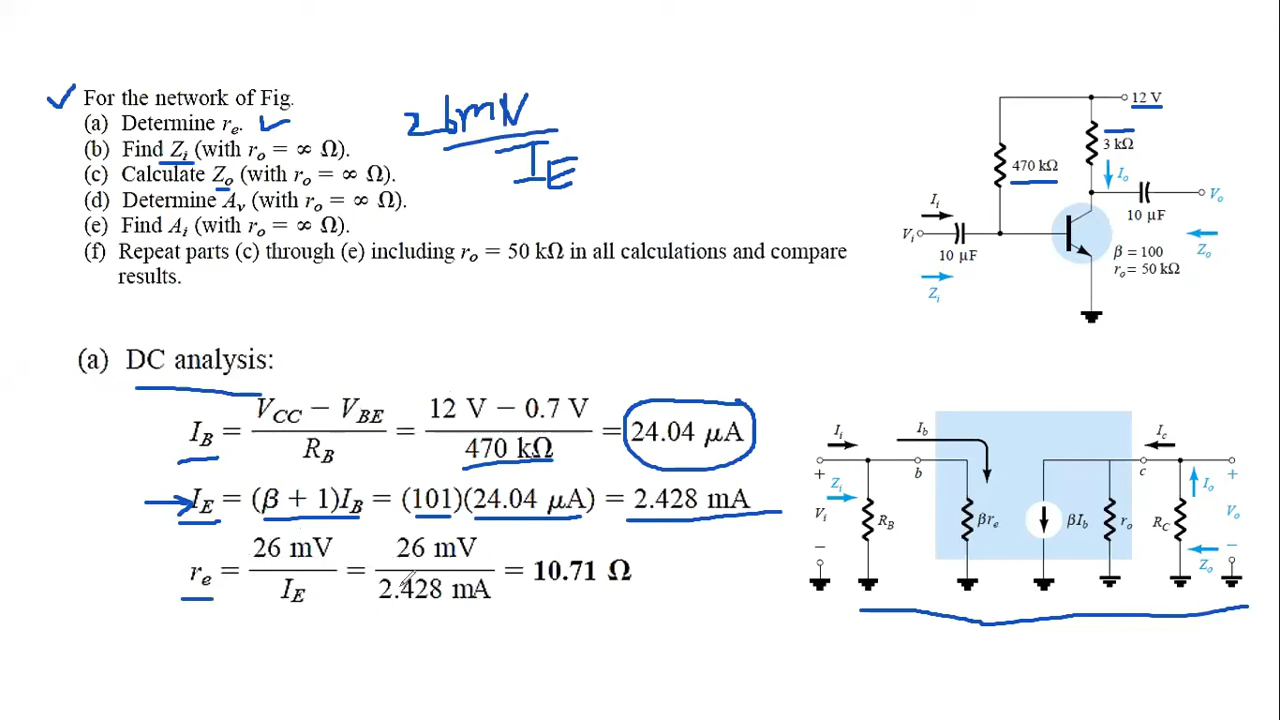 For the network of Fig.
(a) Determine re.
(b) Find Zi (with ro = ∞ Ω).
(c) Calculate Zo (with ro = ∞ Ω).
(d) Determine Av (with ro = ∞ Ω).
(e) Find Ai (with ro = ∞ Ω).
(f) Repeat parts (c) through (e) including ro = 50 kΩ in all calculations and compare
results.
26mV
IE
12 V
3 kΩ
470 kΩ
Io
Vo
10 μF
Ii
Vi
10 μF
β = 100
ro = 50 kΩ
Zo
Zi
(a) DC analysis:
IB = VCC − VBE / RB = 12 V − 0.7 V / 470 kΩ = 24.04 μA
IE = (β + 1)IB = (101)(24.04 μA) = 2.428 mA
re = 26 mV / IE = 26 mV / 2.428 mA = 10.71 Ω
Ii
Ib
Ic
+
b
c
+
Zi
Io
Vi
RB
βre
βIb
ro
RC
Vo
−
Zo
−